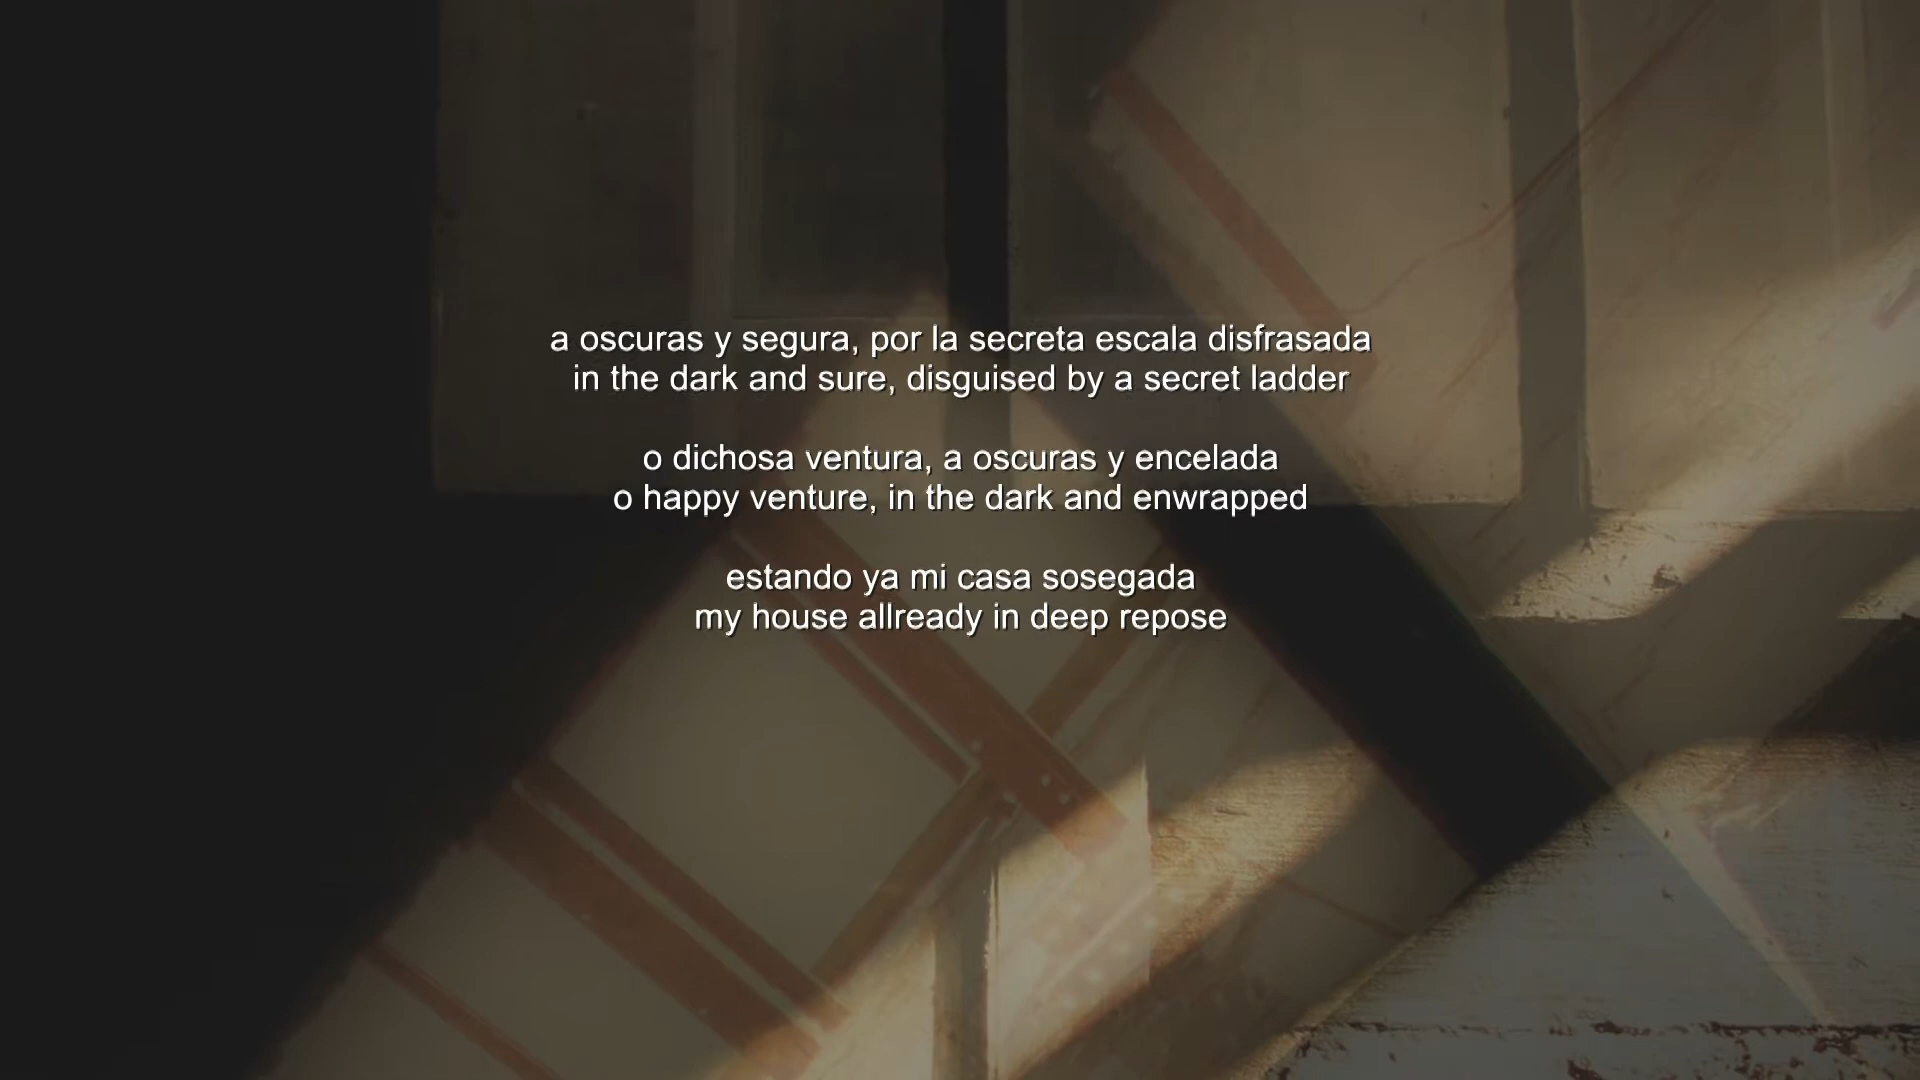 a oscuras y segura, por la secreta escala disfrasada
in the dark and sure, disguised by a secret ladder
o dichosa ventura, a oscuras y encelada
o happy venture, in the dark and enwrapped
estando ya mi casa sosegada
my house allready in deep repose